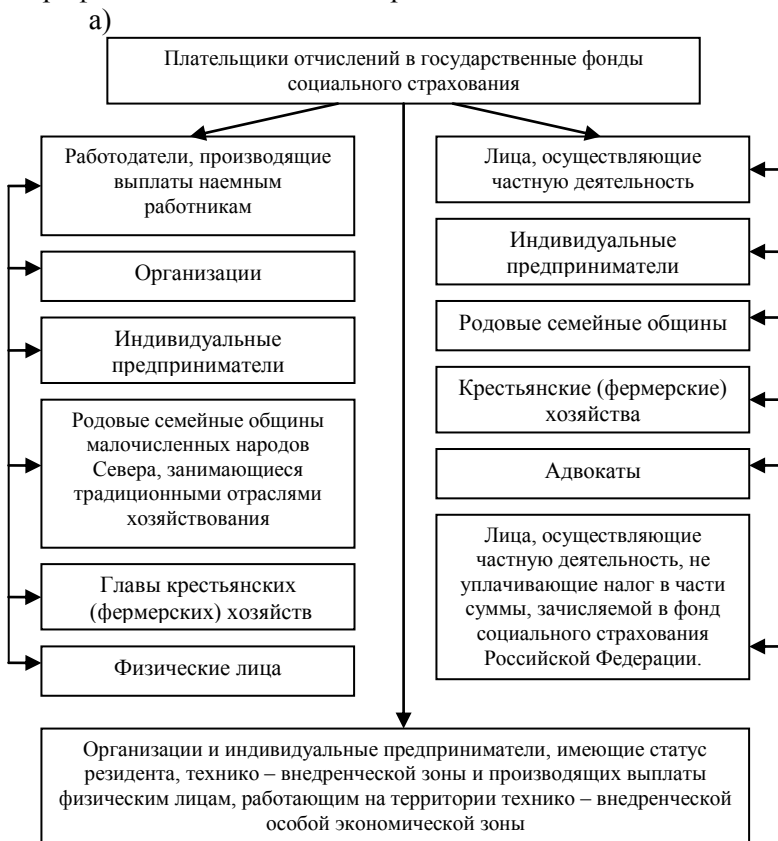 а)
Плательщики отчислений в государственные фонды
социального страхования
Работодатели, производящие
выплаты наемным
работникам
Организации
Индивидуальные
предприниматели
Родовые семейные общины
малочисленных народов
Севера, занимающиеся
традиционными отраслями
хозяйствования
Главы крестьянских
(фермерских) хозяйств
Физические лица
Лица, осуществляющие
частную деятельность
Индивидуальные
предприниматели
Родовые семейные общины
Крестьянские (фермерские)
хозяйства
Адвокаты
Лица, осуществляющие
частную деятельность, не
уплачивающие налог в части
суммы, зачисляемой в фонд
социального страхования
Российской Федерации.
Организации и индивидуальные предприниматели, имеющие статус
резидента, технико – внедренческой зоны и производящих выплаты
физическим лицам, работающим на территории технико – внедренческой
особой экономической зоны